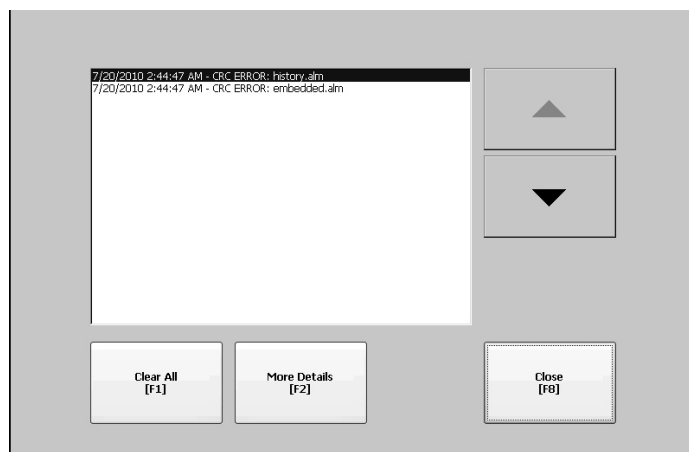 7/20/2010 2:44:47 AM - CRC ERROR: history.alm
7/20/2010 2:44:47 AM - CRC ERROR: embedded.alm
Clear All
[F1]
More Details
[F2]
Close
[F8]